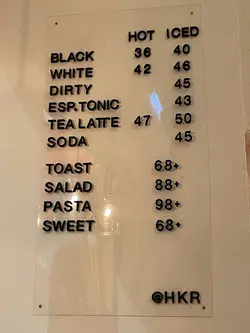 HOT ICED
BLACK 36 40
WHITE 42 46
DIRTY 45
ESP.TONIC 43
TEA LATTE 47 50
SODA 45
TOAST 68+
SALAD 88+
PASTA 98+
SWEET 68+
@HKR